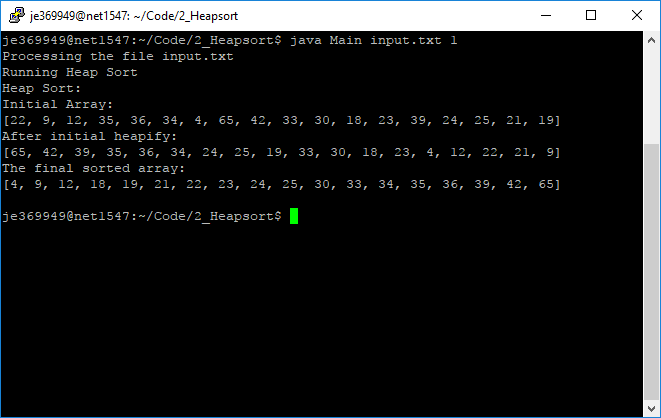 je369949@net1547: ~/Code/2_Heapsort
je369949@net1547:~/Code/2_Heapsort$ java Main input.txt 1
Processing the file input.txt
Running Heap Sort
Heap Sort:
Initial Array:
[22, 9, 12, 35, 36, 34, 4, 65, 42, 33, 30, 18, 23, 39, 24, 25, 21, 19]
After initial heapify:
[65, 42, 39, 35, 36, 34, 24, 25, 19, 33, 30, 18, 23, 4, 12, 22, 21, 9]
The final sorted array:
[4, 9, 12, 18, 19, 21, 22, 23, 24, 25, 30, 33, 34, 35, 36, 39, 42, 65]
je369949@net1547:~/Code/2_Heapsort$